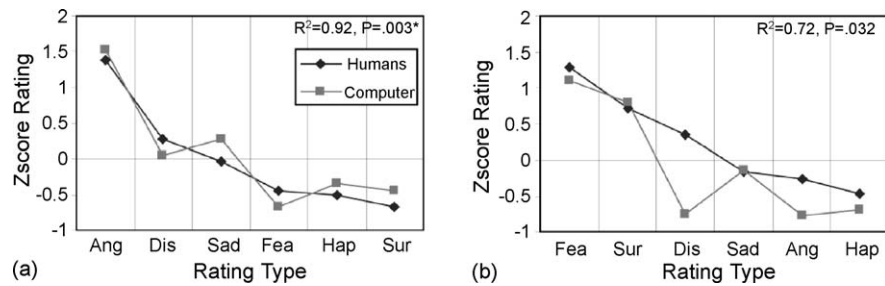 R²=0.92, P=.003*
Humans
Computer
Zscore Rating
2
1.5
1
0.5
0
-0.5
-1
Ang Dis Sad Fea Hap Sur
Rating Type
(a)
R²=0.72, P=.032
Zscore Rating
2
1.5
1
0.5
0
-0.5
-1
Fea Sur Dis Sad Ang Hap
Rating Type
(b)